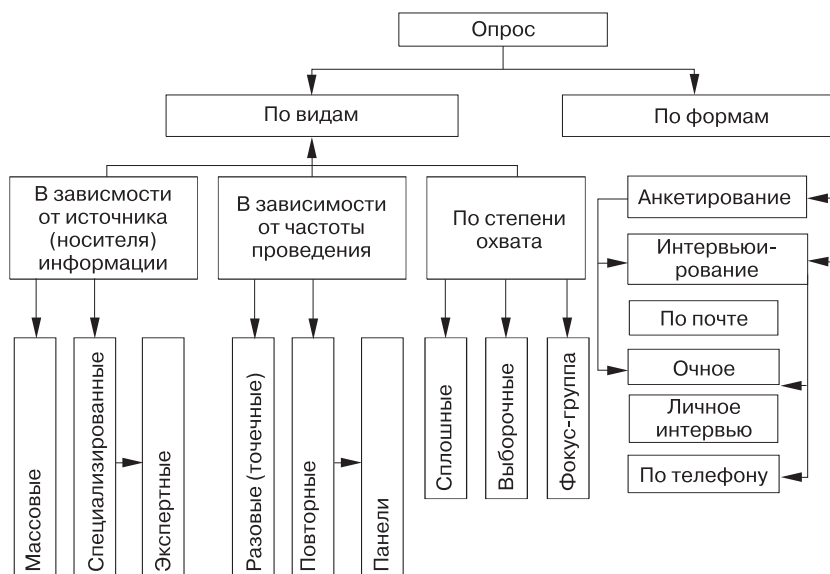 Опрос
По видам
По формам
В зависмости
от источника
(носителя)
информации
В зависимости
от частоты
проведения
По степени
охвата
Анкетирование
Интервьюи-
рование
По почте
Очное
Личное
интервью
По телефону
Массовые
Специализированные
Экспертные
Разовые (точечные)
Повторные
Панели
Сплошные
Выборочные
Фокус-группа